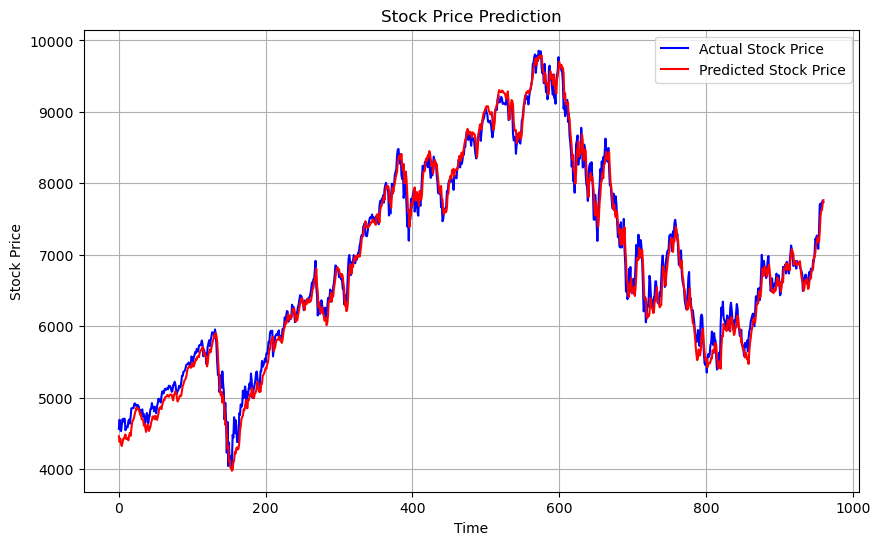 Stock Price Prediction
Actual Stock Price
Predicted Stock Price
10000
9000
8000
7000
6000
5000
4000
Stock Price
0 200 400 600 800 1000
Time